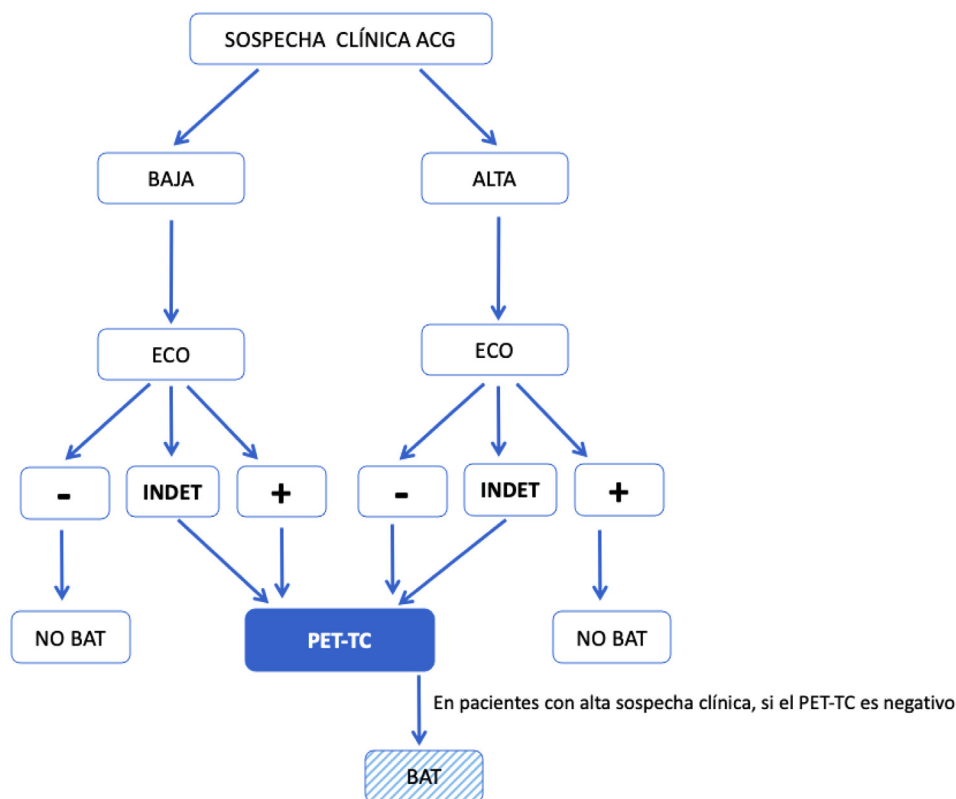 SOSPECHA CLÍNICA ACG
BAJA
ALTA
ECO
ECO
-
INDET
+
-
INDET
+
NO BAT
PET-TC
NO BAT
En pacientes con alta sospecha clínica, si el PET-TC es negativo
BAT